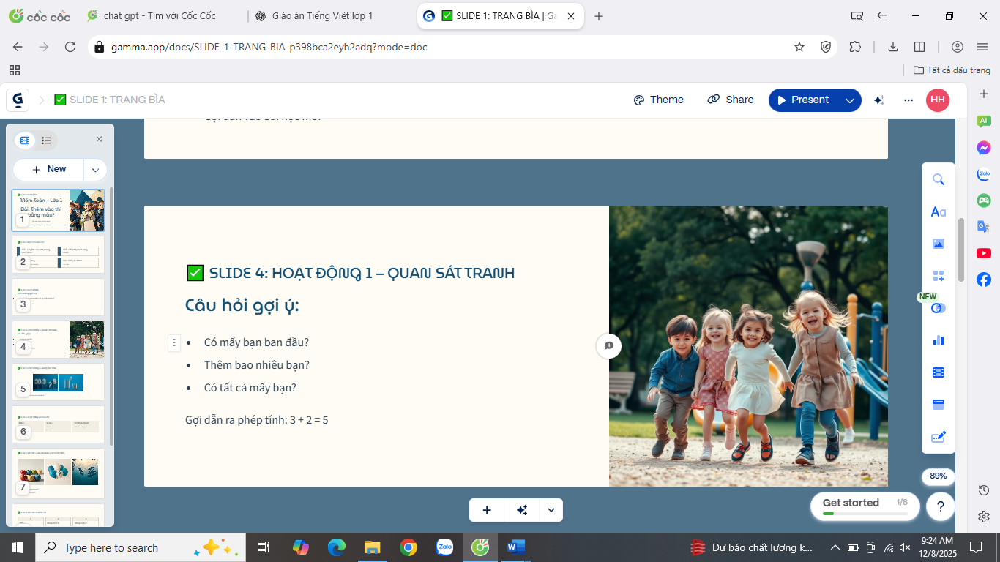 cốc cốc
chat gpt - Tìm với Cốc Cốc
Giáo án Tiếng Việt lớp 1
✅ SLIDE 1: TRANG BÌA | Ga
gamma.app/docs/SLIDE-1-TRANG-BIA-p398bca2eyh2adq?mode=doc
Tất cả dấu trang
✅ SLIDE 1: TRANG BÌA
Theme
Share
Present
HH
AI
Gợi dẫn vào bài học mới
New
Môn: Toán – Lớp 1
Bài: Thêm vào thì bằng mấy?
1
2
3
4
5
6
7
✅ SLIDE 4: HOẠT ĐỘNG 1 – QUAN SÁT TRANH
Câu hỏi gợi ý:
• Có mấy bạn ban đầu?
• Thêm bao nhiêu bạn?
• Có tất cả mấy bạn?
Gợi dẫn ra phép tính: 3 + 2 = 5
Aa
NEW
Zalo
89%
Get started 1/8
?
Type here to search
Zalo
Dự báo chất lượng k...
9:24 AM
12/8/2025